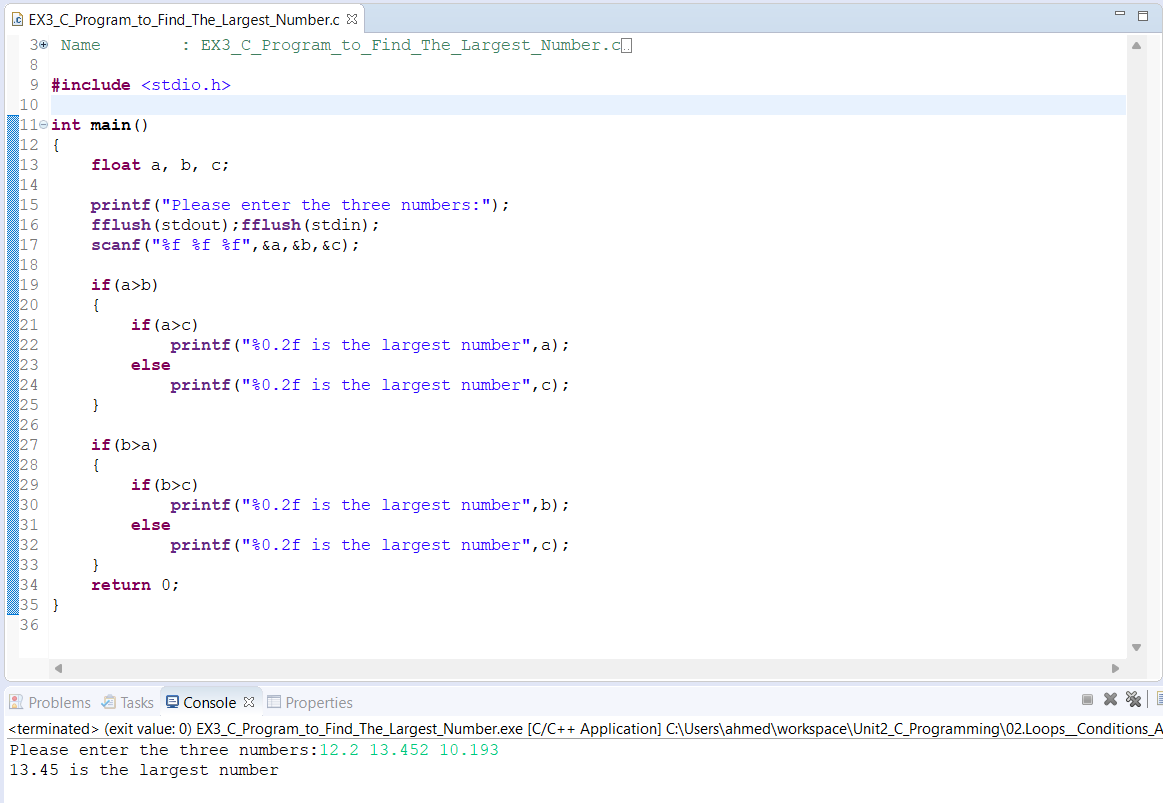 EX3_C_Program_to_Find_The_Largest_Number.c
3 Name        : EX3_C_Program_to_Find_The_Largest_Number.c
8
9 #include <stdio.h>
10
11 int main()
12 {
13     float a, b, c;
14
15     printf("Please enter the three numbers:");
16     fflush(stdout);fflush(stdin);
17     scanf("%f %f %f",&a,&b,&c);
18
19     if(a>b)
20     {
21         if(a>c)
22             printf("%0.2f is the largest number",a);
23         else
24             printf("%0.2f is the largest number",c);
25     }
26
27     if(b>a)
28     {
29         if(b>c)
30             printf("%0.2f is the largest number",b);
31         else
32             printf("%0.2f is the largest number",c);
33     }
34     return 0;
35 }
36
Problems Tasks Console Properties
<terminated> (exit value: 0) EX3_C_Program_to_Find_The_Largest_Number.exe [C/C++ Application] C:\Users\ahmed\workspace\Unit2_C_Programming\02.Loops__Conditions_A
Please enter the three numbers:12.2 13.452 10.193
13.45 is the largest number